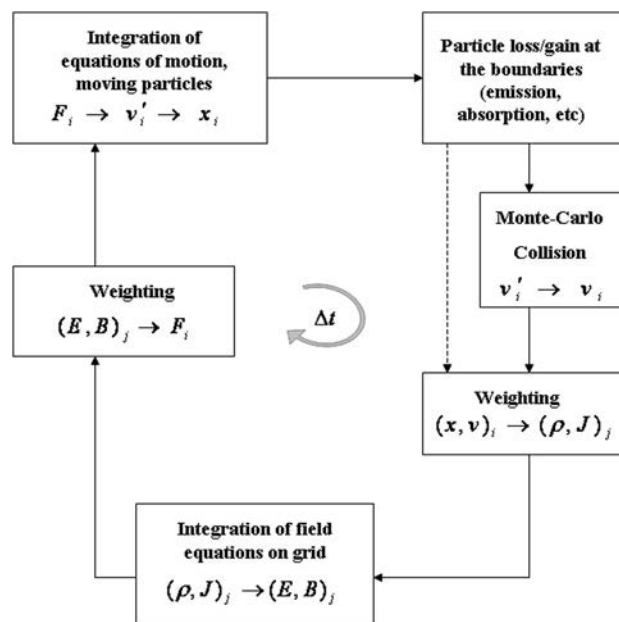 Integration of
equations of motion,
moving particles
F_i → v'_i → x_i
Particle loss/gain at
the boundaries
(emission,
absorption, etc)
Monte-Carlo
Collision
v'_i → v_i
Weighting
(E, B)_j → F_i
Δt
Weighting
(x, v)_i → (ρ, J)_j
Integration of field
equations on grid
(ρ, J)_j → (E, B)_j